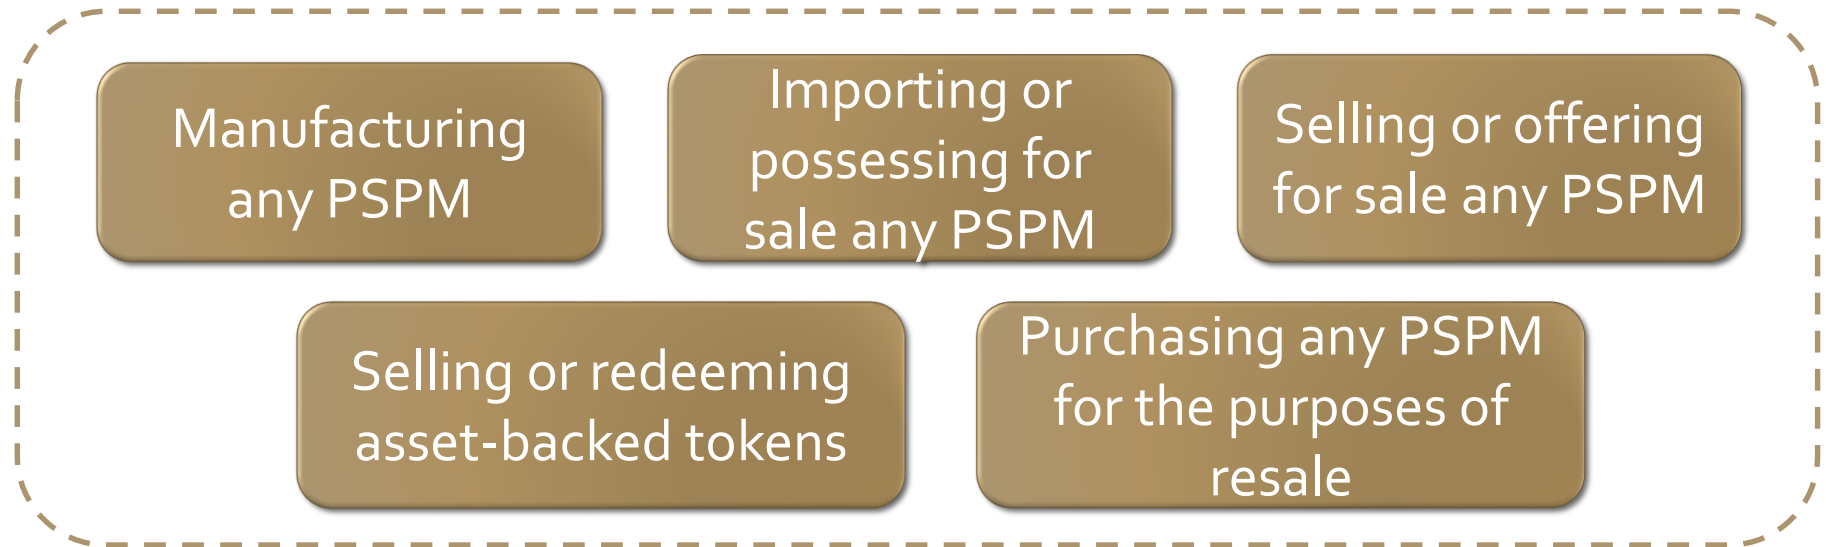 Manufacturing
any PSPM
Importing or
possessing for
sale any PSPM
Selling or offering
for sale any PSPM
Selling or redeeming
asset-backed tokens
Purchasing any PSPM
for the purposes of
resale